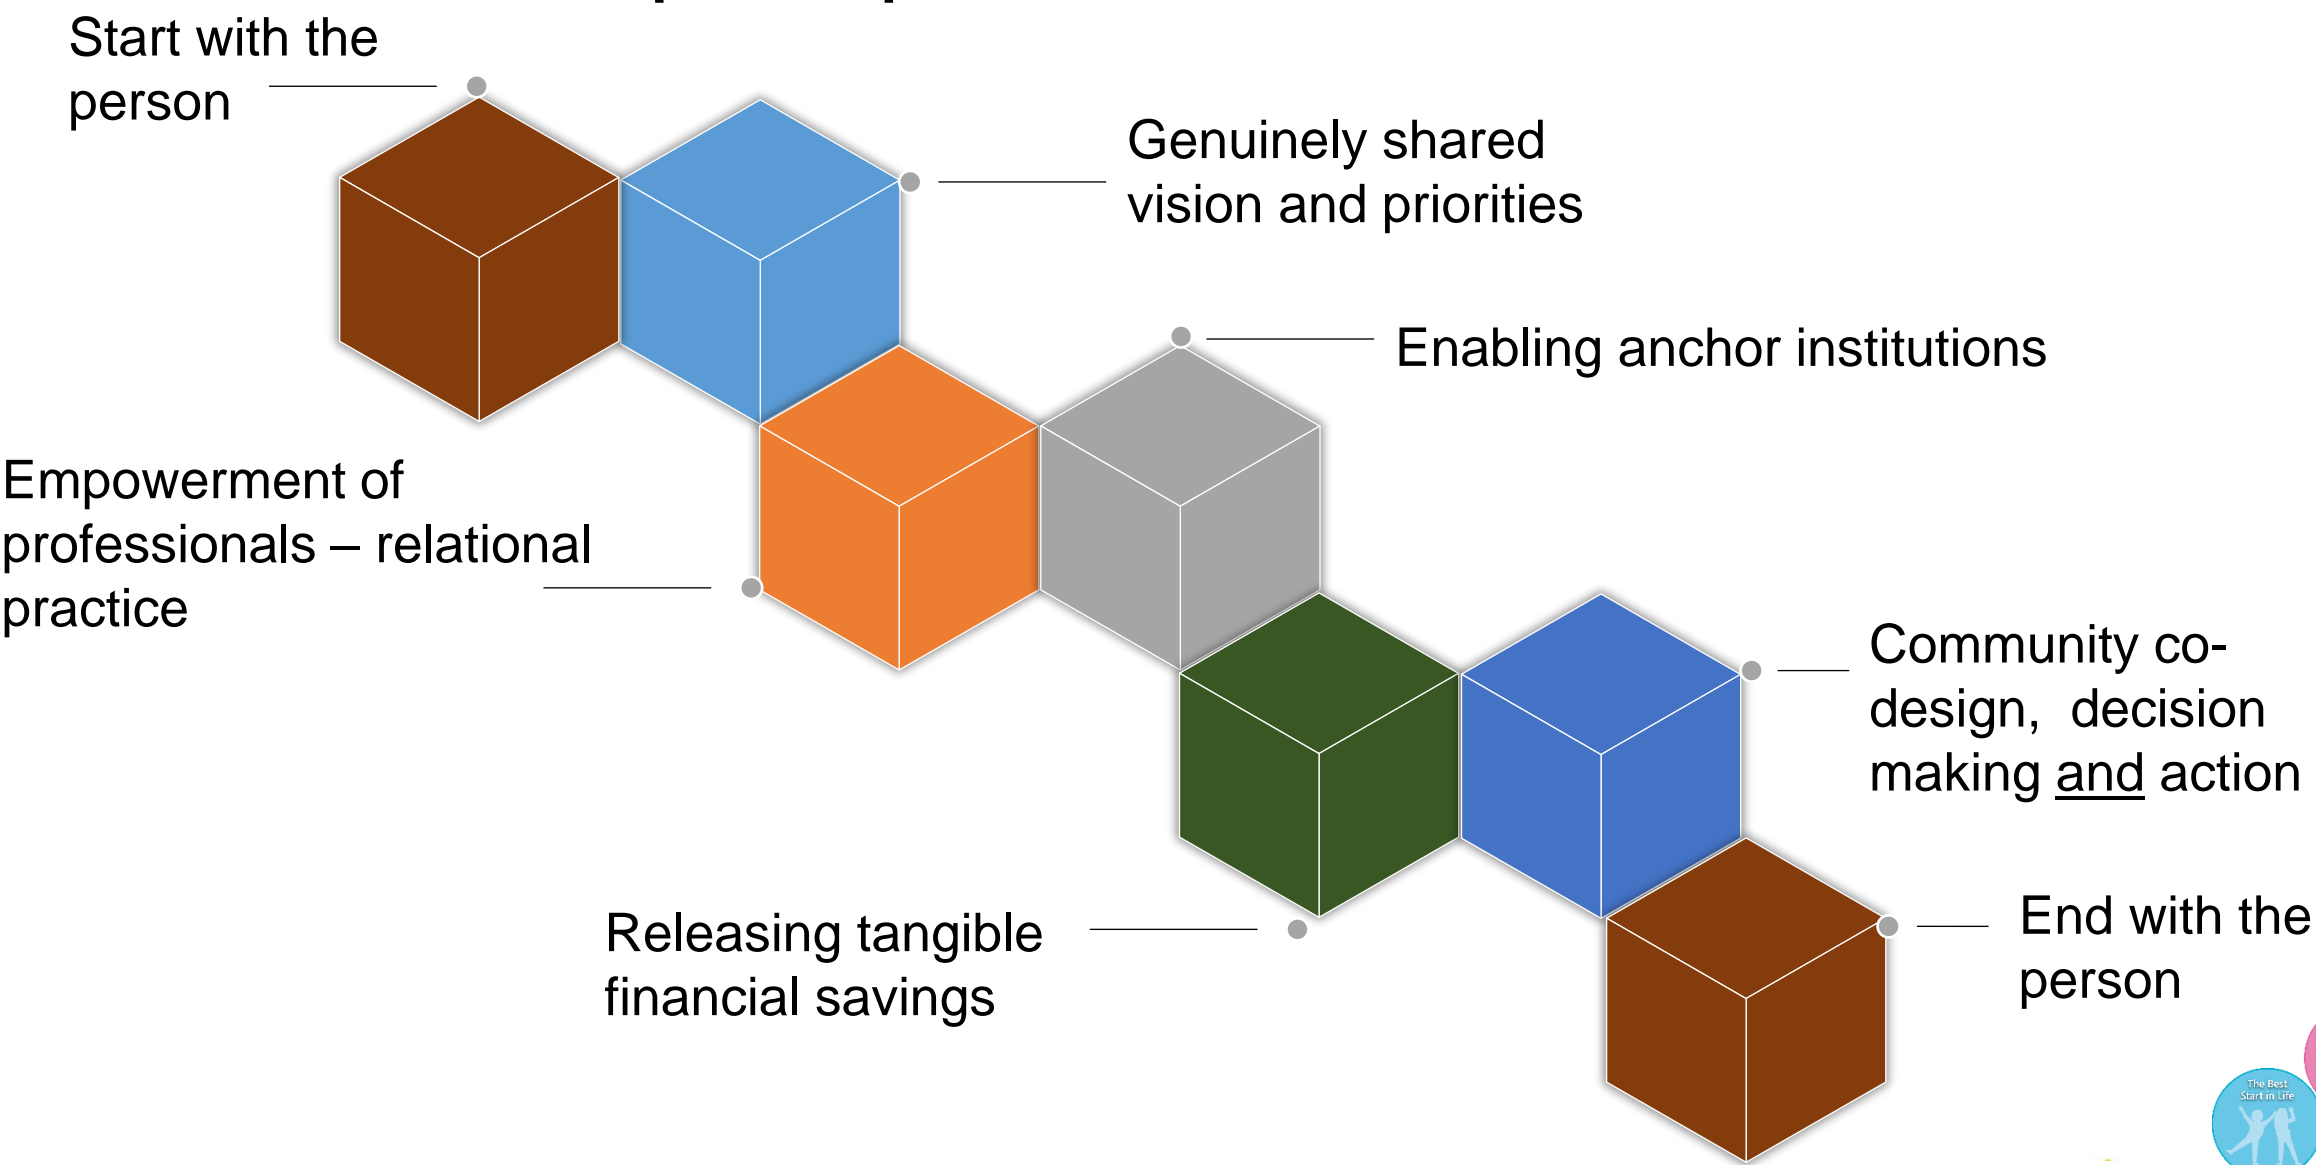 Start with the
person
Genuinely shared
vision and priorities
Enabling anchor institutions
Empowerment of
professionals – relational
practice
Community co-
design,  decision
making and action
Releasing tangible
financial savings
End with the
person
The Best
Start in Life